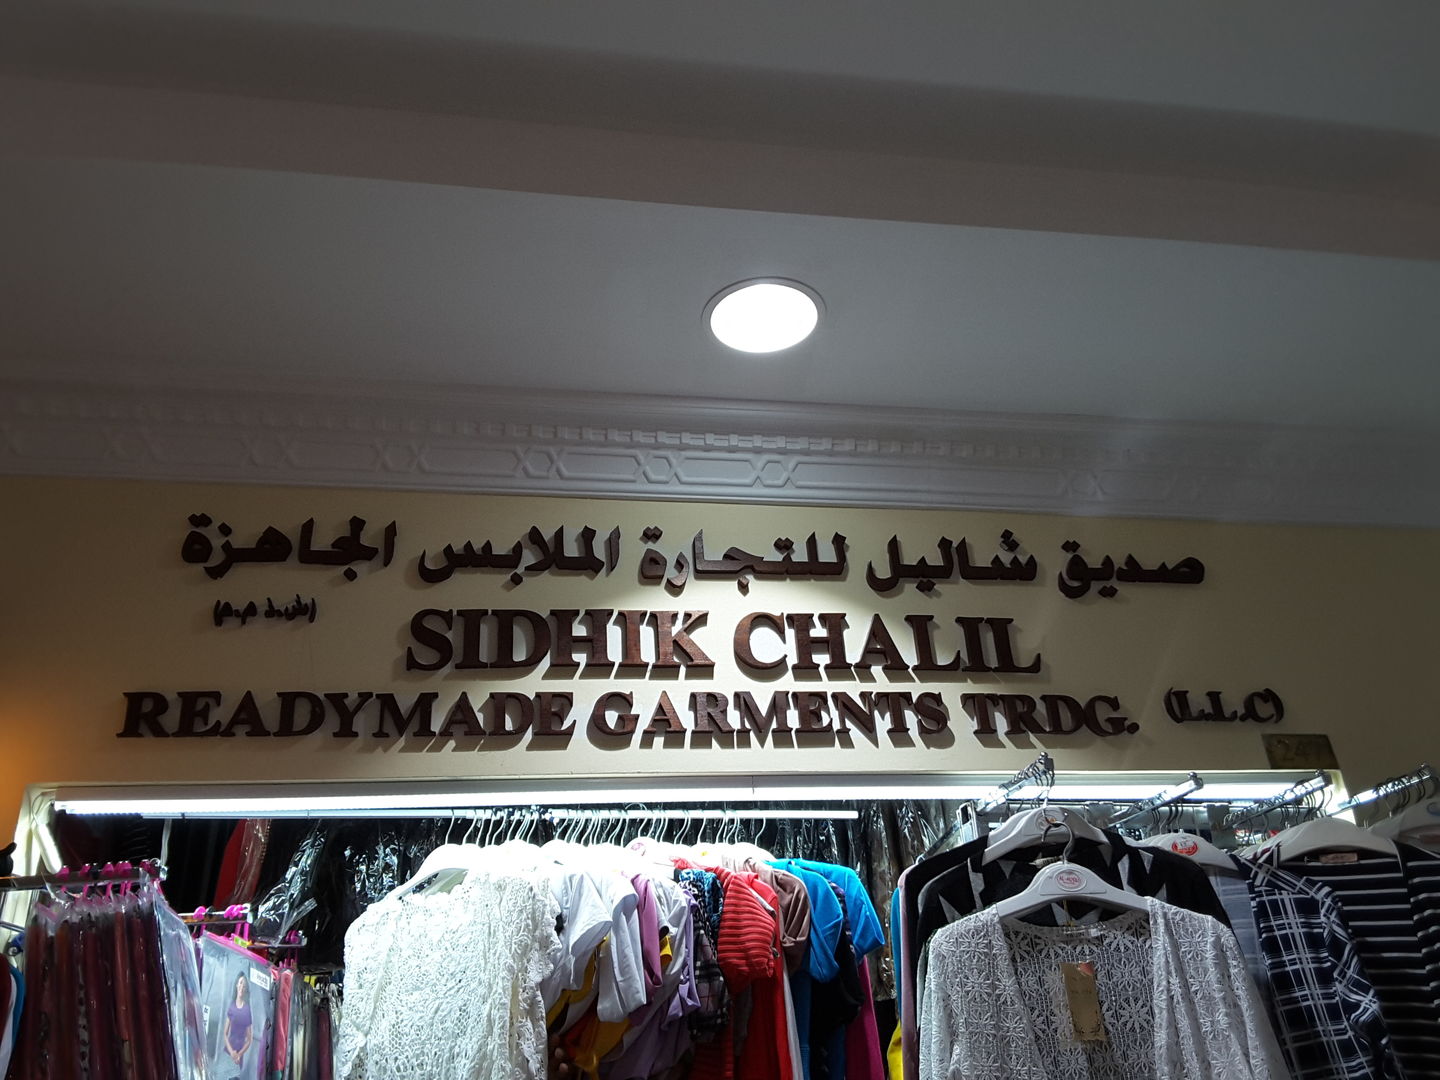 صديق شاليل للتجارة الملابس الجاهزة
(ش.ذ.م.م)
SIDHIK CHALIL
READYMADE GARMENTS TRDG. (L.L.C)